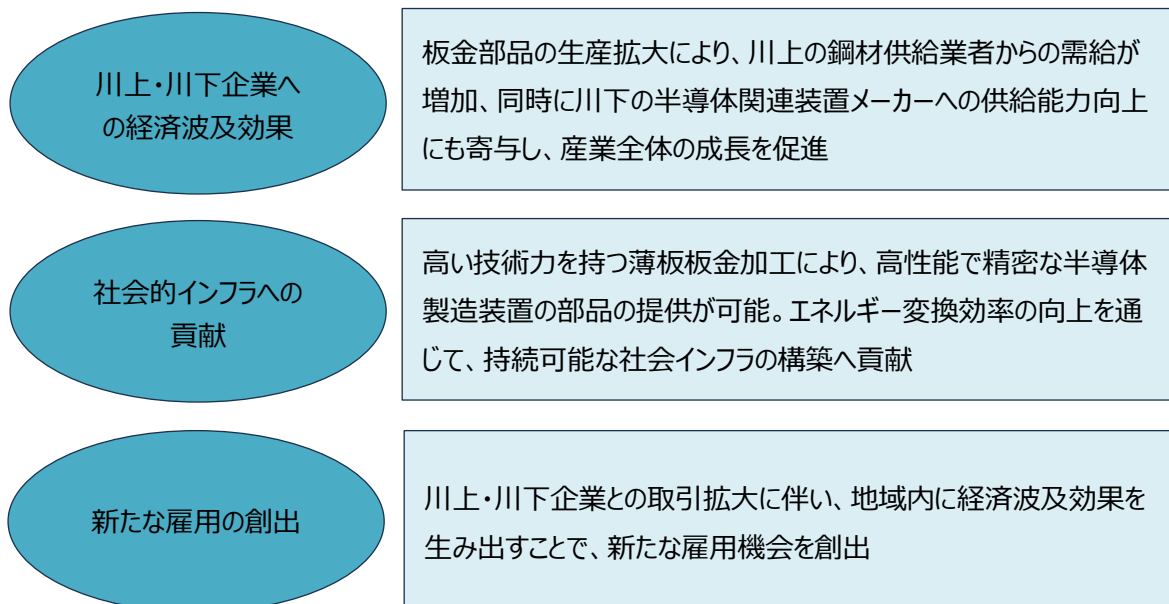 川上・川下企業へ
の経済波及効果
板金部品の生産拡大により、川上の鋼材供給業者からの需給が
増加、同時に川下の半導体関連装置メーカーへの供給能力向上
にも寄与し、産業全体の成長を促進
社会的インフラへの
貢献
高い技術力を持つ薄板板金加工により、高性能で精密な半導体
製造装置の部品の提供が可能。エネルギー変換効率の向上を通
じて、持続可能な社会インフラの構築へ貢献
新たな雇用の創出
川上・川下企業との取引拡大に伴い、地域内に経済波及効果を
生み出すことで、新たな雇用機会を創出